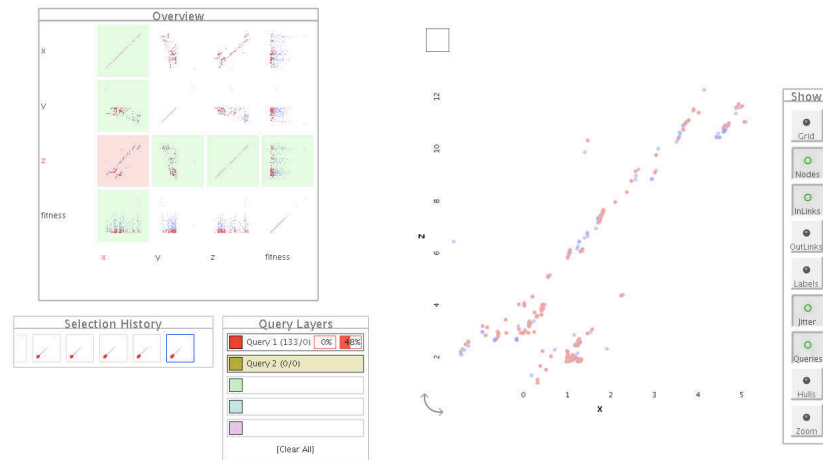 Overview
x
y
z
fitness
x
y
z
fitness
Selection History
Query Layers
Query 1 (133/0) 0% 48%
Query 2 (0/0)
[Clear All]
12
10
8
6
4
2
z
0 1 2 3 4 5
x
Show
Grid
Nodes
InLinks
OutLinks
Labels
Jitter
Queries
Hulls
Zoom